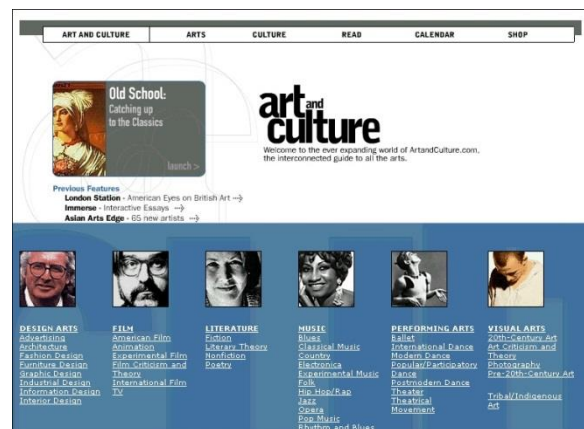 ART AND CULTURE ARTS CULTURE READ CALENDAR SHOP
Old School:
Catching up
to the Classics
launch :-
art and
culture
Welcome to the ever expanding world of ArtandCulture.com,
the interconnected guide to all the arts.
Previous Features
London Station - American Eyes on British Art -->
Immerse - Interactive Essays -->
Asian Arts Edge - 65 new artists -->
DESIGN ARTS
Advertising
Architecture
Fashion Design
Furniture Design
Graphic Design
Industrial Design
Information Design
Interior Design
FILM
American Film
Animation
Experimental Film
Film Criticism and
Theory
International Film
TV
LITERATURE
Fiction
Literary Theory
Nonfiction
Poetry
MUSIC
Blues
Classical Music
Country
Electronica
Experimental Music
Folk
Hip Hop/Rap
Jazz
Opera
Pop Music
Rhythm and Blues
PERFORMING ARTS
Ballet
International Dance
Modern Dance
Popular/Participatory
Dance
Postmodern Dance
Theater
Theatrical
Movement
VISUAL ARTS
20th-Century Art
Art Criticism and
Theory
Photography
Pre-20th-Century Art
Tribal/Indigenous
Art